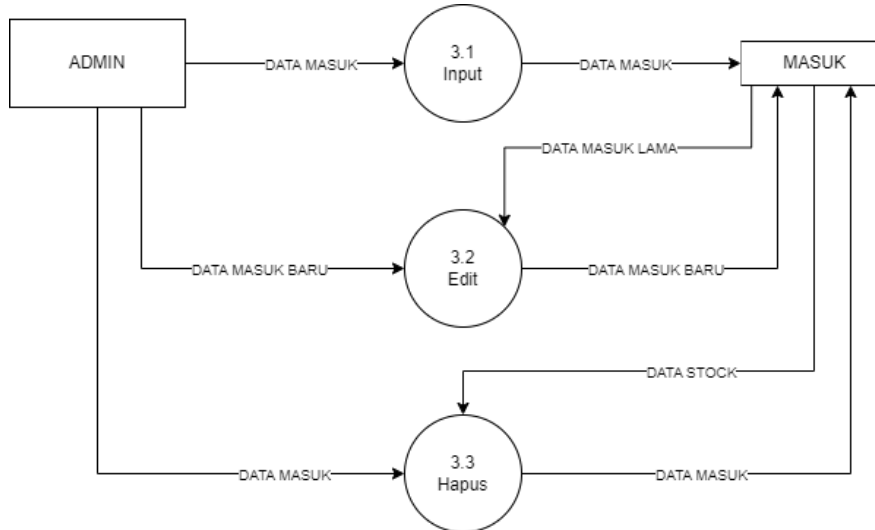 ADMIN
DATA MASUK
3.1
Input
DATA MASUK
MASUK
DATA MASUK LAMA
DATA MASUK BARU
3.2
Edit
DATA MASUK BARU
DATA STOCK
DATA MASUK
3.3
Hapus
DATA MASUK